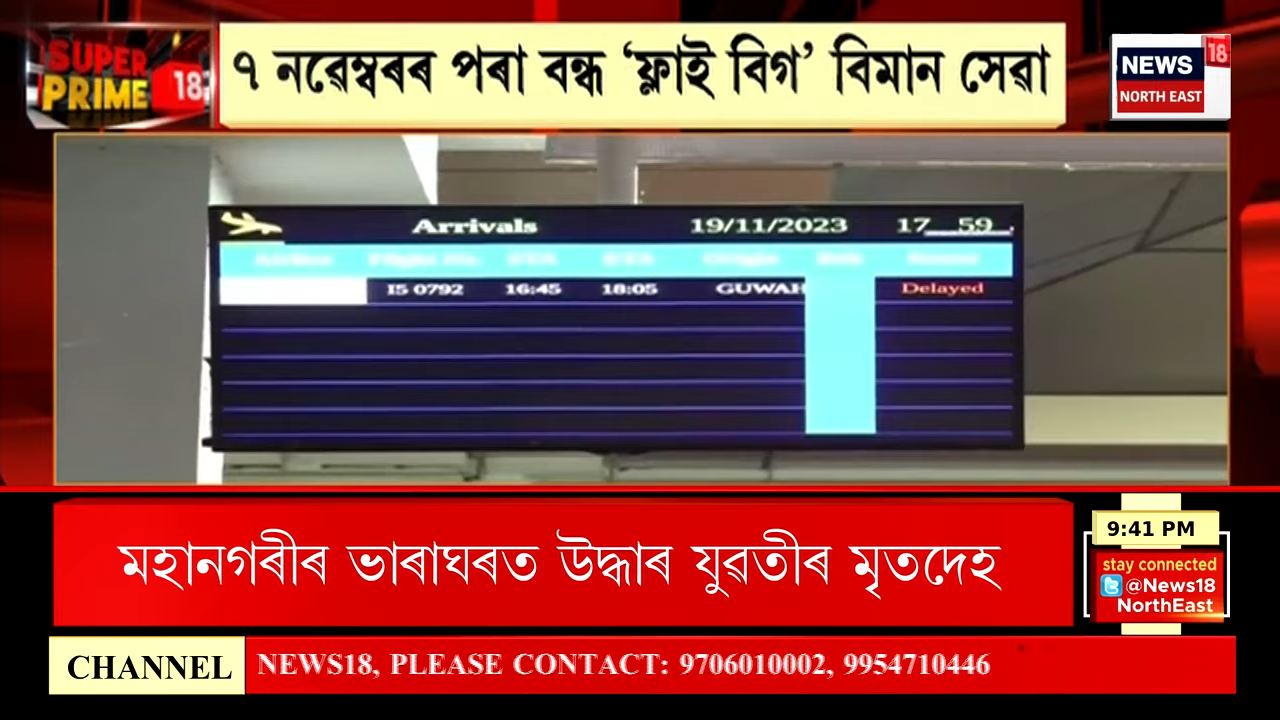 SUPER
PRIME 18
৭ নৱেম্বৰৰ পৰা বন্ধ ‘ফ্লাই বিগ’ বিমান সেৱা
NEWS 18
NORTH EAST
Arrivals 19/11/2023 17 59
I5 0792 16:45 18:05 GUWAH Delayed
মহানগৰীৰ ভাৰাঘৰত উদ্ধাৰ যুৱতীৰ মৃতদেহ
9:41 PM
stay connected
@News18
NorthEast
CHANNEL NEWS18, PLEASE CONTACT: 9706010002, 9954710446